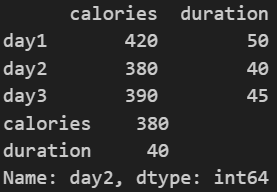 calories duration
day1 420 50
day2 380 40
day3 390 45
calories 380
duration 40
Name: day2, dtype: int64